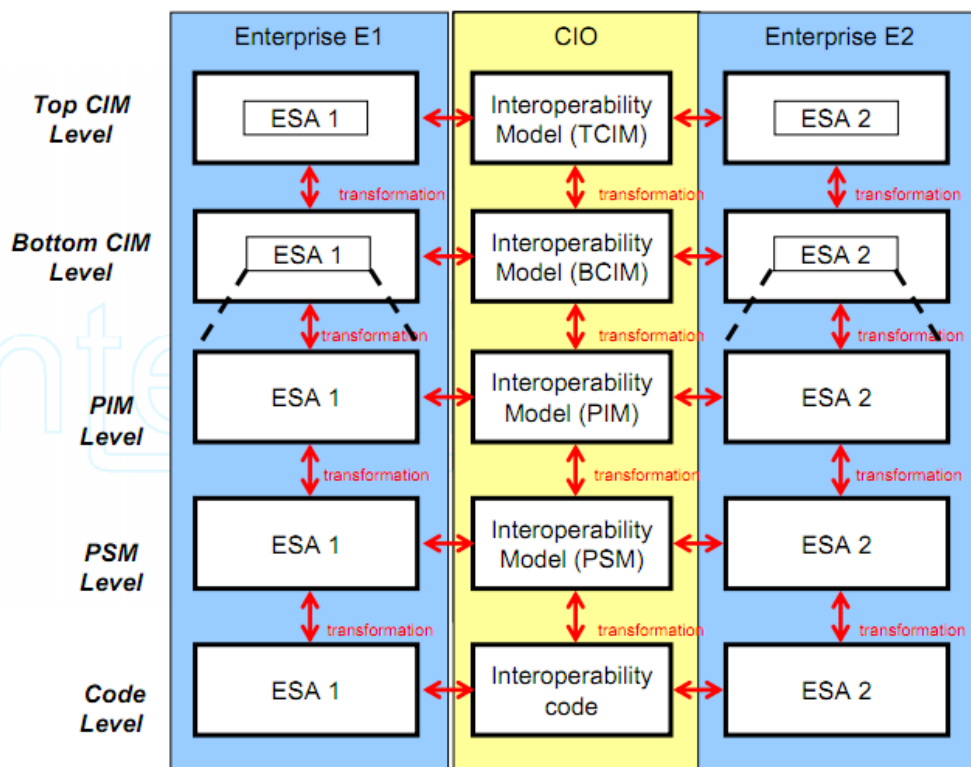 Enterprise E1
CIO
Enterprise E2
Top CIM
Level
ESA 1
Interoperability
Model (TCIM)
ESA 2
transformation
transformation
transformation
Bottom CIM
Level
ESA 1
Interoperability
Model (BCIM)
ESA 2
transformation
transformation
transformation
PIM
Level
ESA 1
Interoperability
Model (PIM)
ESA 2
transformation
transformation
transformation
PSM
Level
ESA 1
Interoperability
Model (PSM)
ESA 2
transformation
transformation
transformation
Code
Level
ESA 1
Interoperability
code
ESA 2